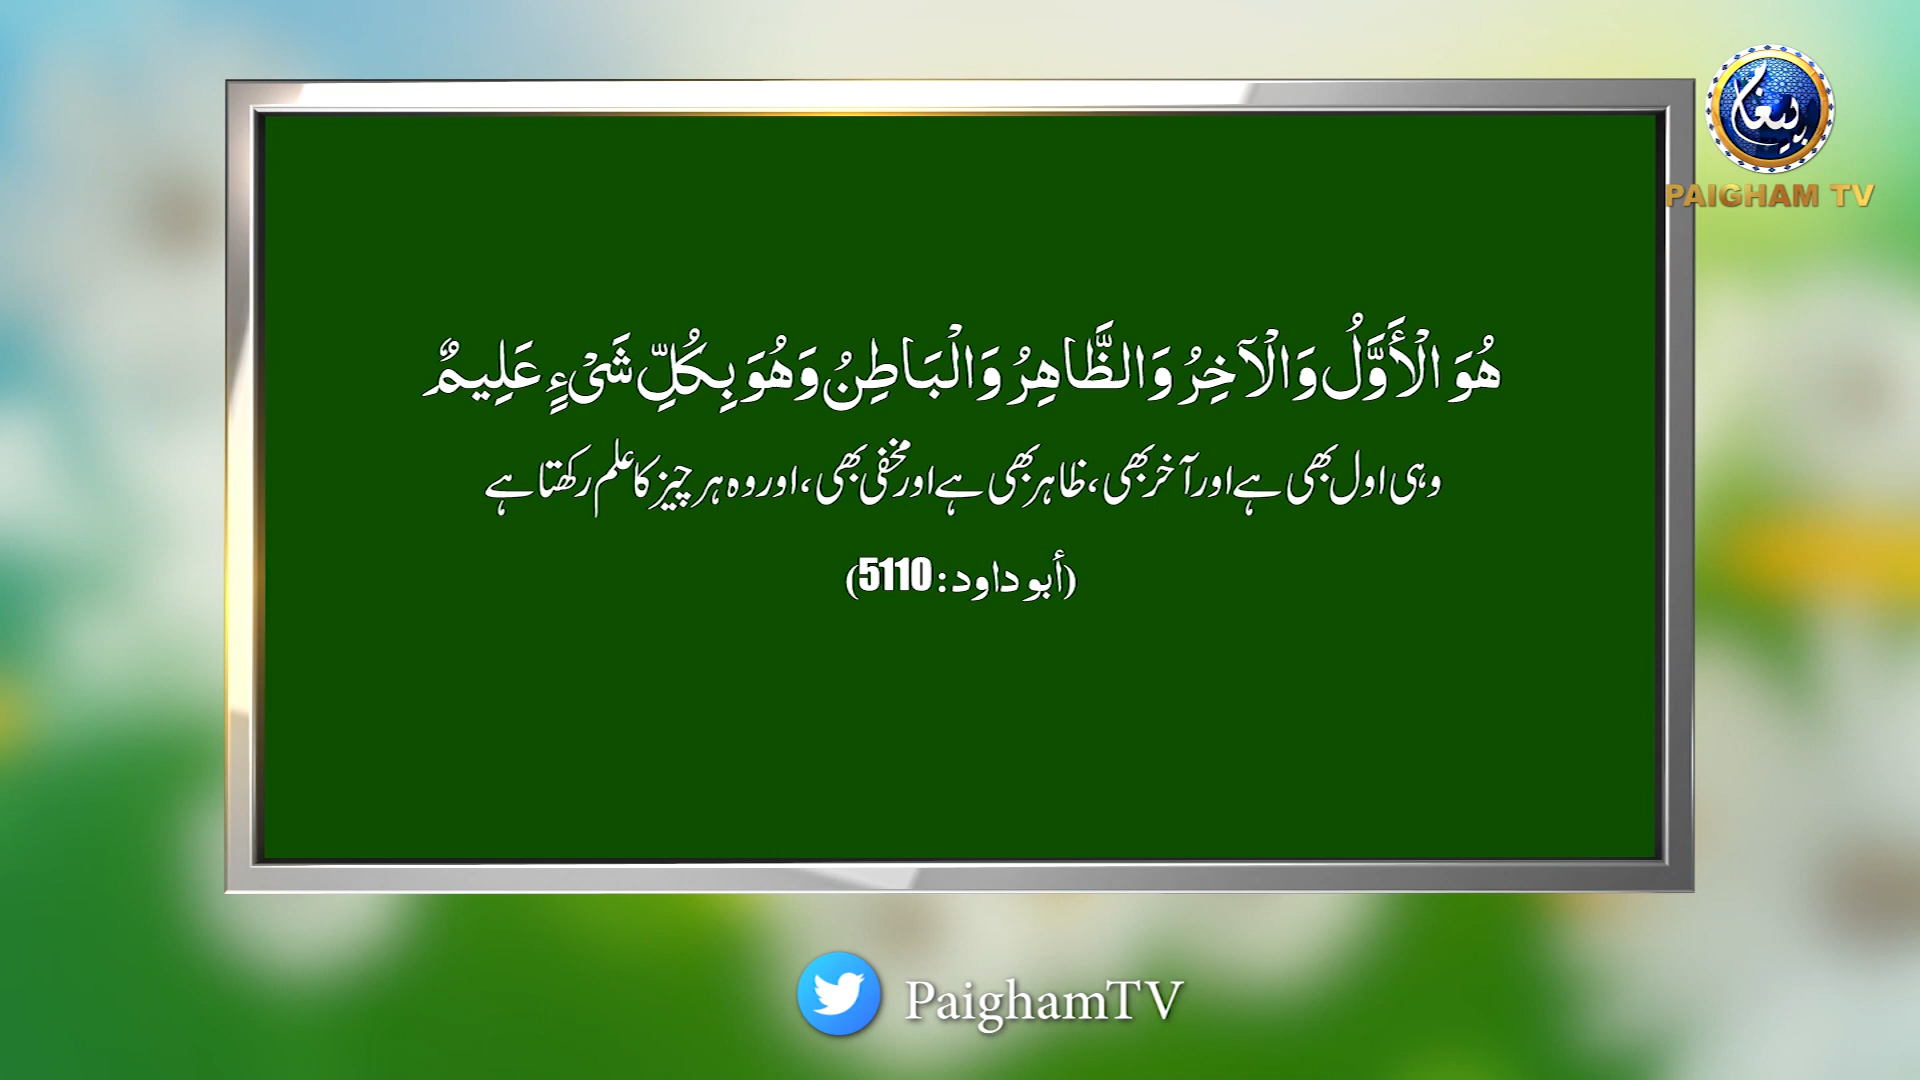 پیغام
PAIGHAM TV
هُوَ الْأَوَّلُ وَالْآخِرُ وَالظَّاهِرُ وَالْبَاطِنُ وَهُوَ بِكُلِّ شَيْءٍ عَلِيمٌ
وہی اول بھی ہے اور آخر بھی، ظاہر بھی ہے اور مخفی بھی، اور وہ ہر چیز کا علم رکھتا ہے
(أبو داود: 5110)
PaighamTV